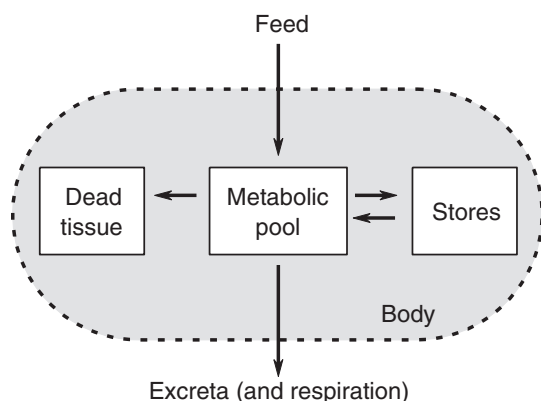 Feed
Dead
tissue
Metabolic
pool
Stores
Body
Excreta (and respiration)